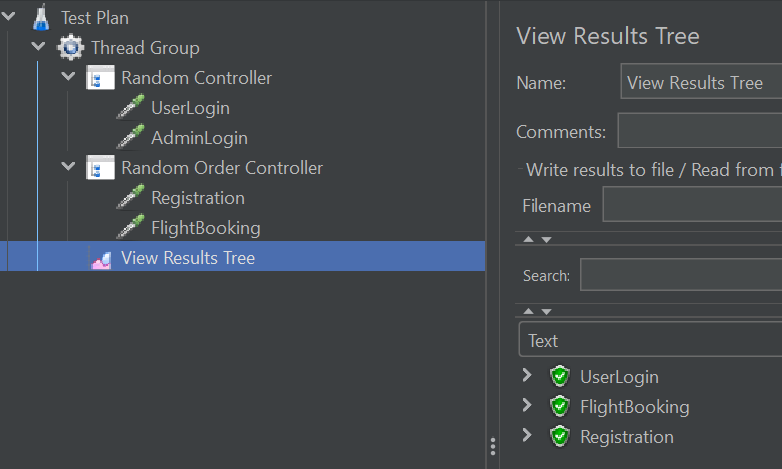 Test Plan
Thread Group
Random Controller
UserLogin
AdminLogin
Random Order Controller
Registration
FlightBooking
View Results Tree
View Results Tree
Name: View Results Tree
Comments:
Write results to file / Read from
Filename
Search:
Text
UserLogin
FlightBooking
Registration